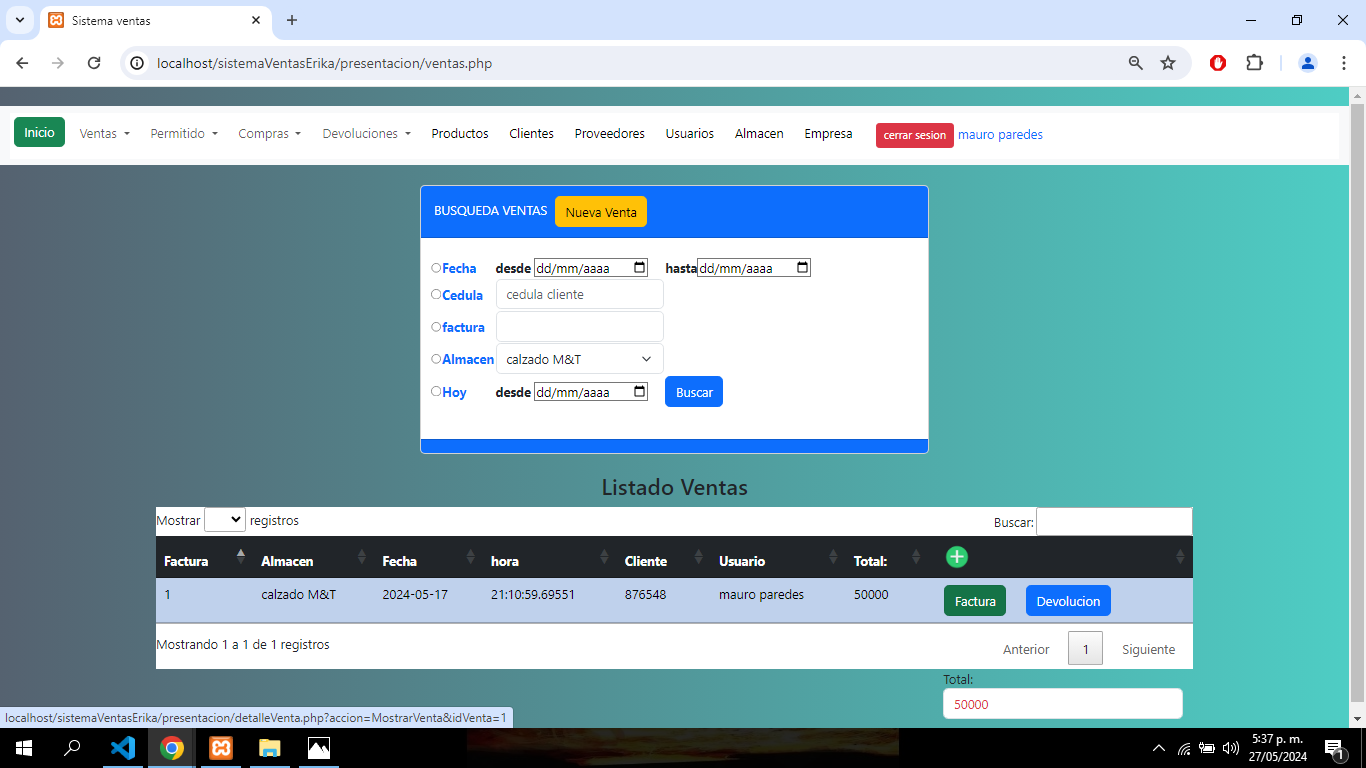 Sistema ventas
localhost/sistemaVentasErika/presentacion/ventas.php
Inicio Ventas Permitido Compras Devoluciones Productos Clientes Proveedores Usuarios Almacen Empresa cerrar sesion mauro paredes
BUSQUEDA VENTAS Nueva Venta
Fecha desde dd/mm/aaaa hasta dd/mm/aaaa
Cedula cedula cliente
factura
Almacen calzado M&T
Hoy desde dd/mm/aaaa Buscar
Listado Ventas
Mostrar registros Buscar:
Factura Almacen Fecha hora Cliente Usuario Total:
1 calzado M&T 2024-05-17 21:10:59.69551 876548 mauro paredes 50000 Factura Devolucion
Mostrando 1 a 1 de 1 registros Anterior 1 Siguiente
Total:
50000
localhost/sistemaVentasErika/presentacion/detalleVenta.php?accion=MostrarVenta&idVenta=1
5:37 p. m.
27/05/2024
1